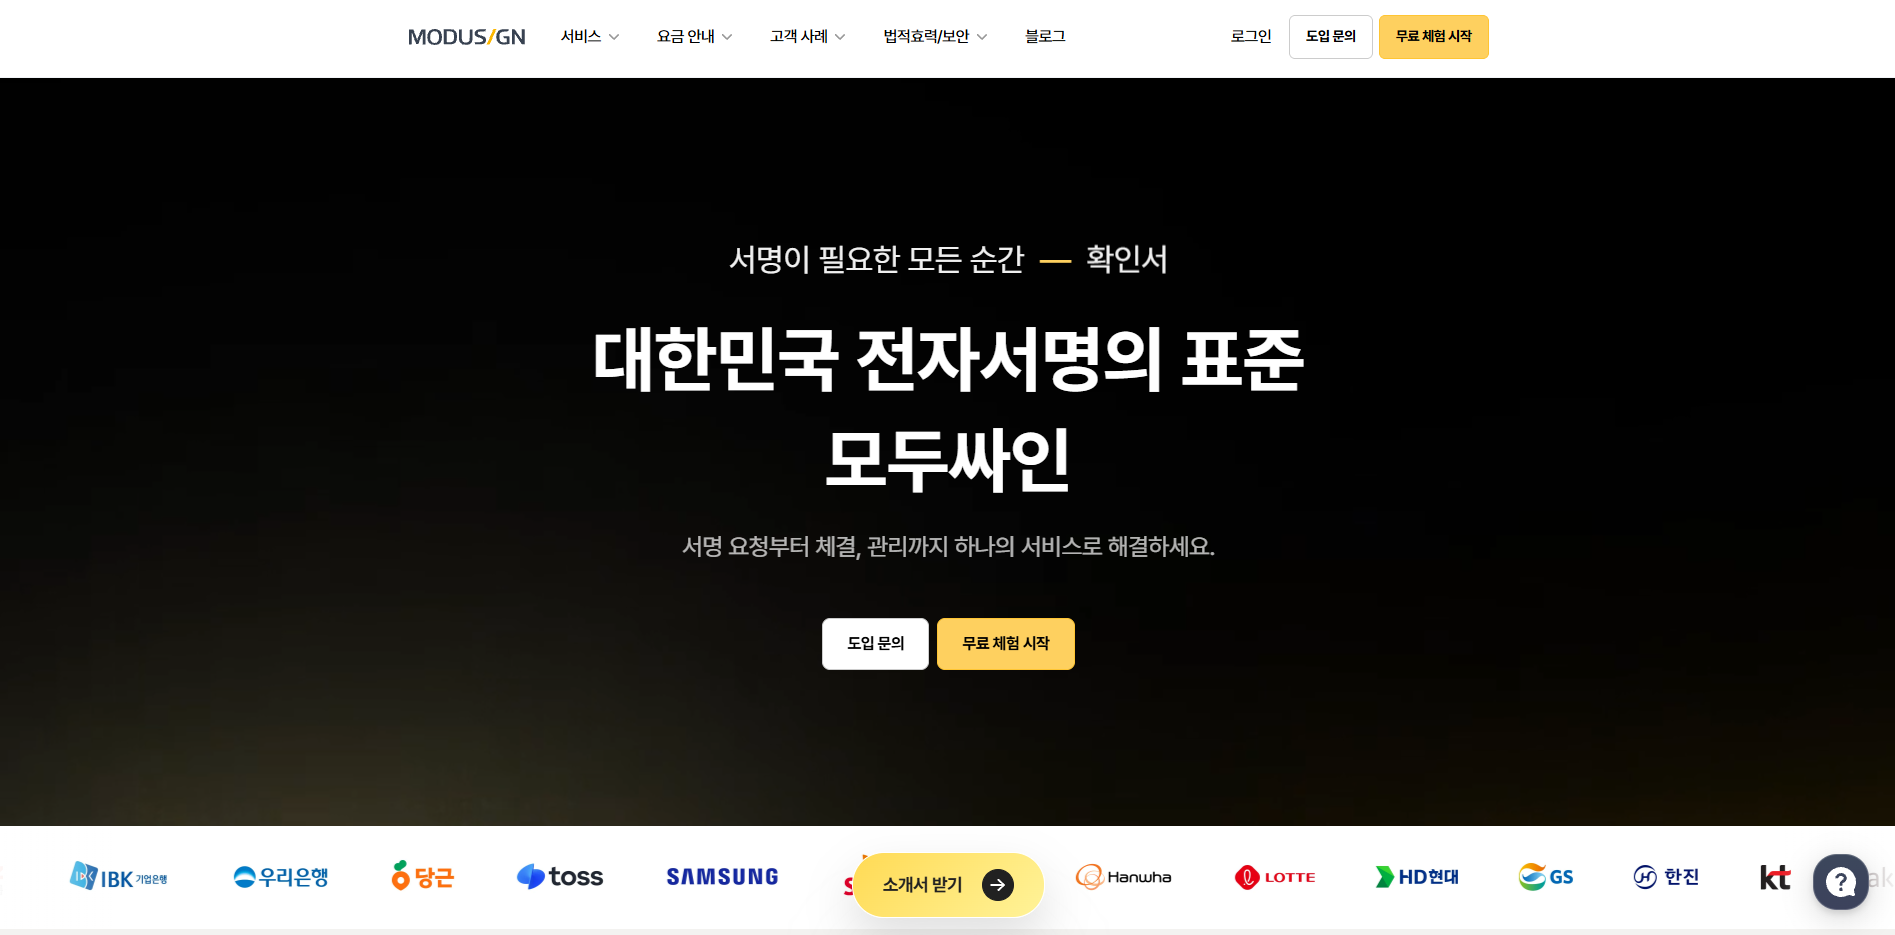 MODUSIGN 서비스 요금 안내 고객 사례 법적효력/보안 블로그 로그인 도입 문의 무료 체험 시작
서명이 필요한 모든 순간 — 확인서
대한민국 전자서명의 표준
모두싸인
서명 요청부터 체결, 관리까지 하나의 서비스로 해결하세요.
도입 문의 무료 체험 시작
IBK 기업은행 우리은행 당근 toss SAMSUNG Hanwha LOTTE HD현대 GS 한진 kt
소개서 받기